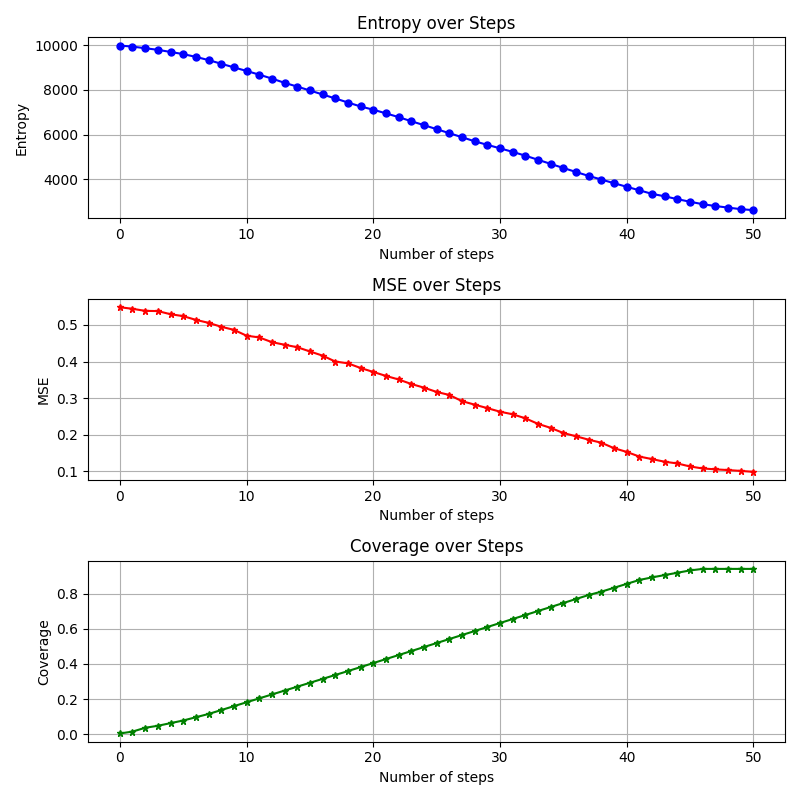 Entropy over Steps
10000
8000
6000
4000
Entropy
0 10 20 30 40 50
Number of steps
MSE over Steps
0.5
0.4
0.3
0.2
0.1
MSE
0 10 20 30 40 50
Number of steps
Coverage over Steps
0.8
0.6
0.4
0.2
0.0
Coverage
0 10 20 30 40 50
Number of steps